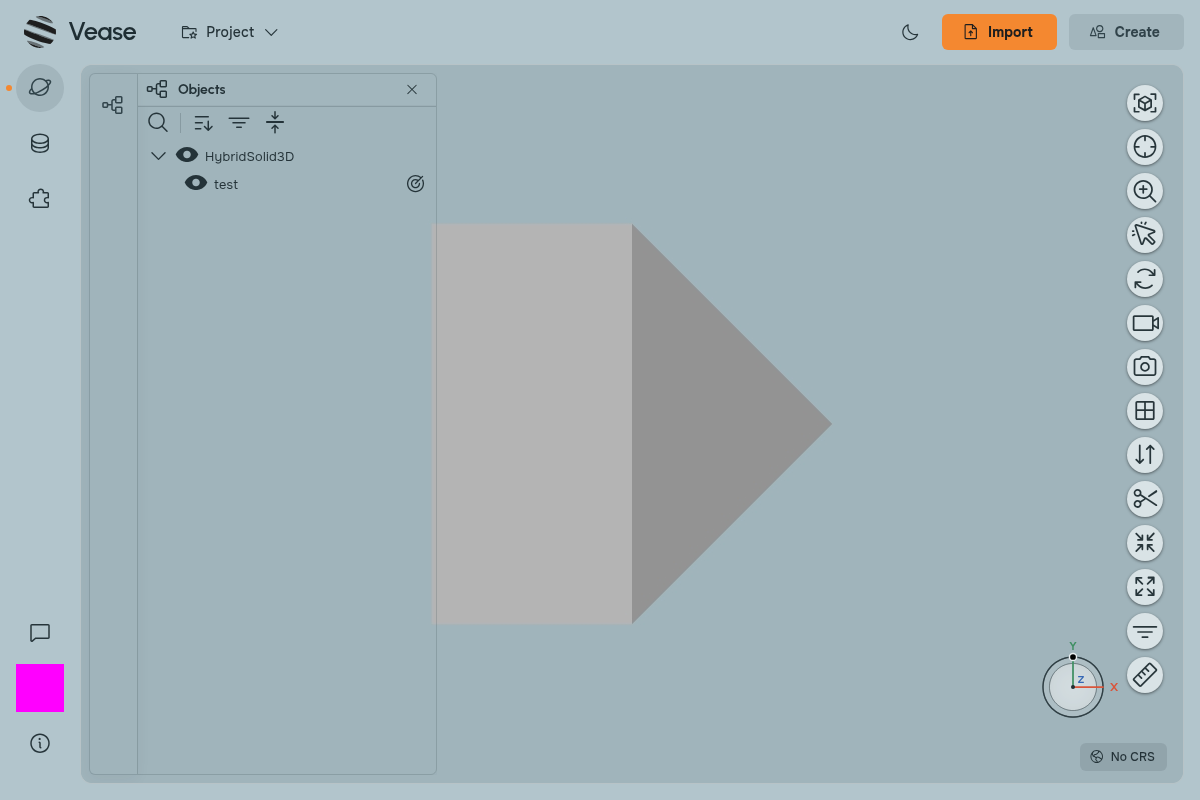 Vease
Project
Import
Create
Objects
HybridSolid3D
test
Y
Z
X
No CRS